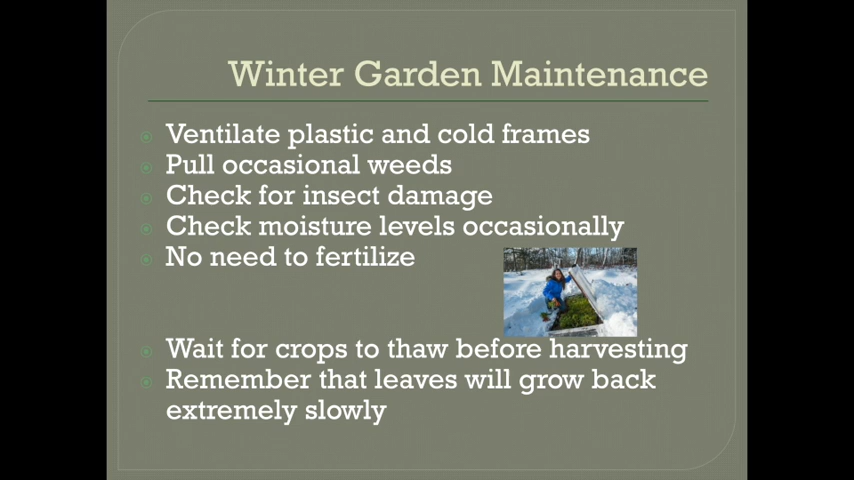 Winter Garden Maintenance
Ventilate plastic and cold frames
Pull occasional weeds
Check for insect damage
Check moisture levels occasionally
No need to fertilize
Wait for crops to thaw before harvesting
Remember that leaves will grow back
extremely slowly